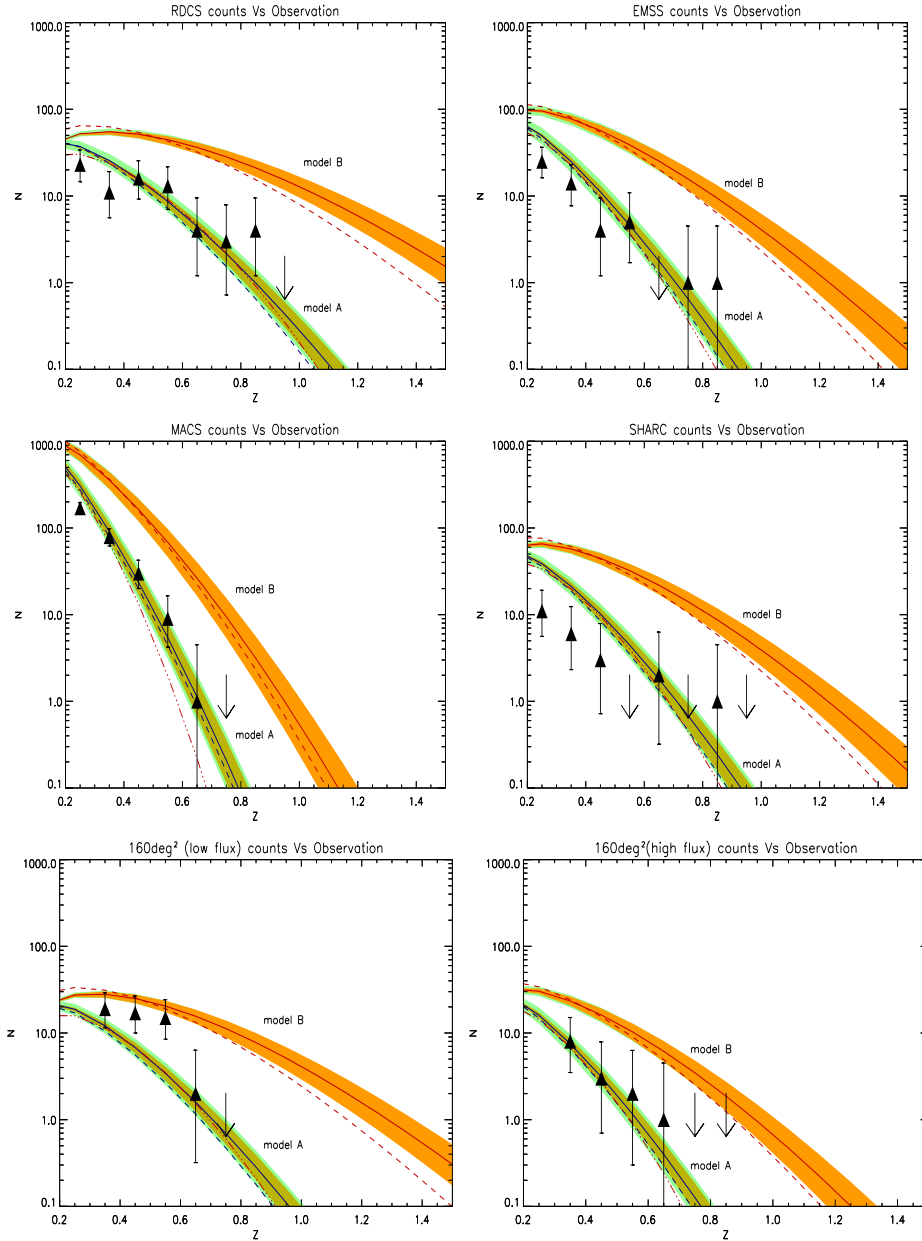 RDCS counts Vs Observation
1000.0
100.0
10.0
1.0
0.1
N
model B
model A
0.2 0.4 0.6 0.8 1.0 1.2 1.4
Z
EMSS counts Vs Observation
1000.0
100.0
10.0
1.0
0.1
N
model B
model A
0.2 0.4 0.6 0.8 1.0 1.2 1.4
Z
MACS counts Vs Observation
1000.0
100.0
10.0
1.0
0.1
N
model B
model A
0.2 0.4 0.6 0.8 1.0 1.2 1.4
Z
SHARC counts Vs Observation
1000.0
100.0
10.0
1.0
0.1
N
model B
model A
0.2 0.4 0.6 0.8 1.0 1.2 1.4
Z
160deg² (low flux) counts Vs Observation
1000.0
100.0
10.0
1.0
0.1
N
model B
model A
0.2 0.4 0.6 0.8 1.0 1.2 1.4
Z
160deg²(high flux) counts Vs Observation
1000.0
100.0
10.0
1.0
0.1
N
model B
model A
0.2 0.4 0.6 0.8 1.0 1.2 1.4
Z